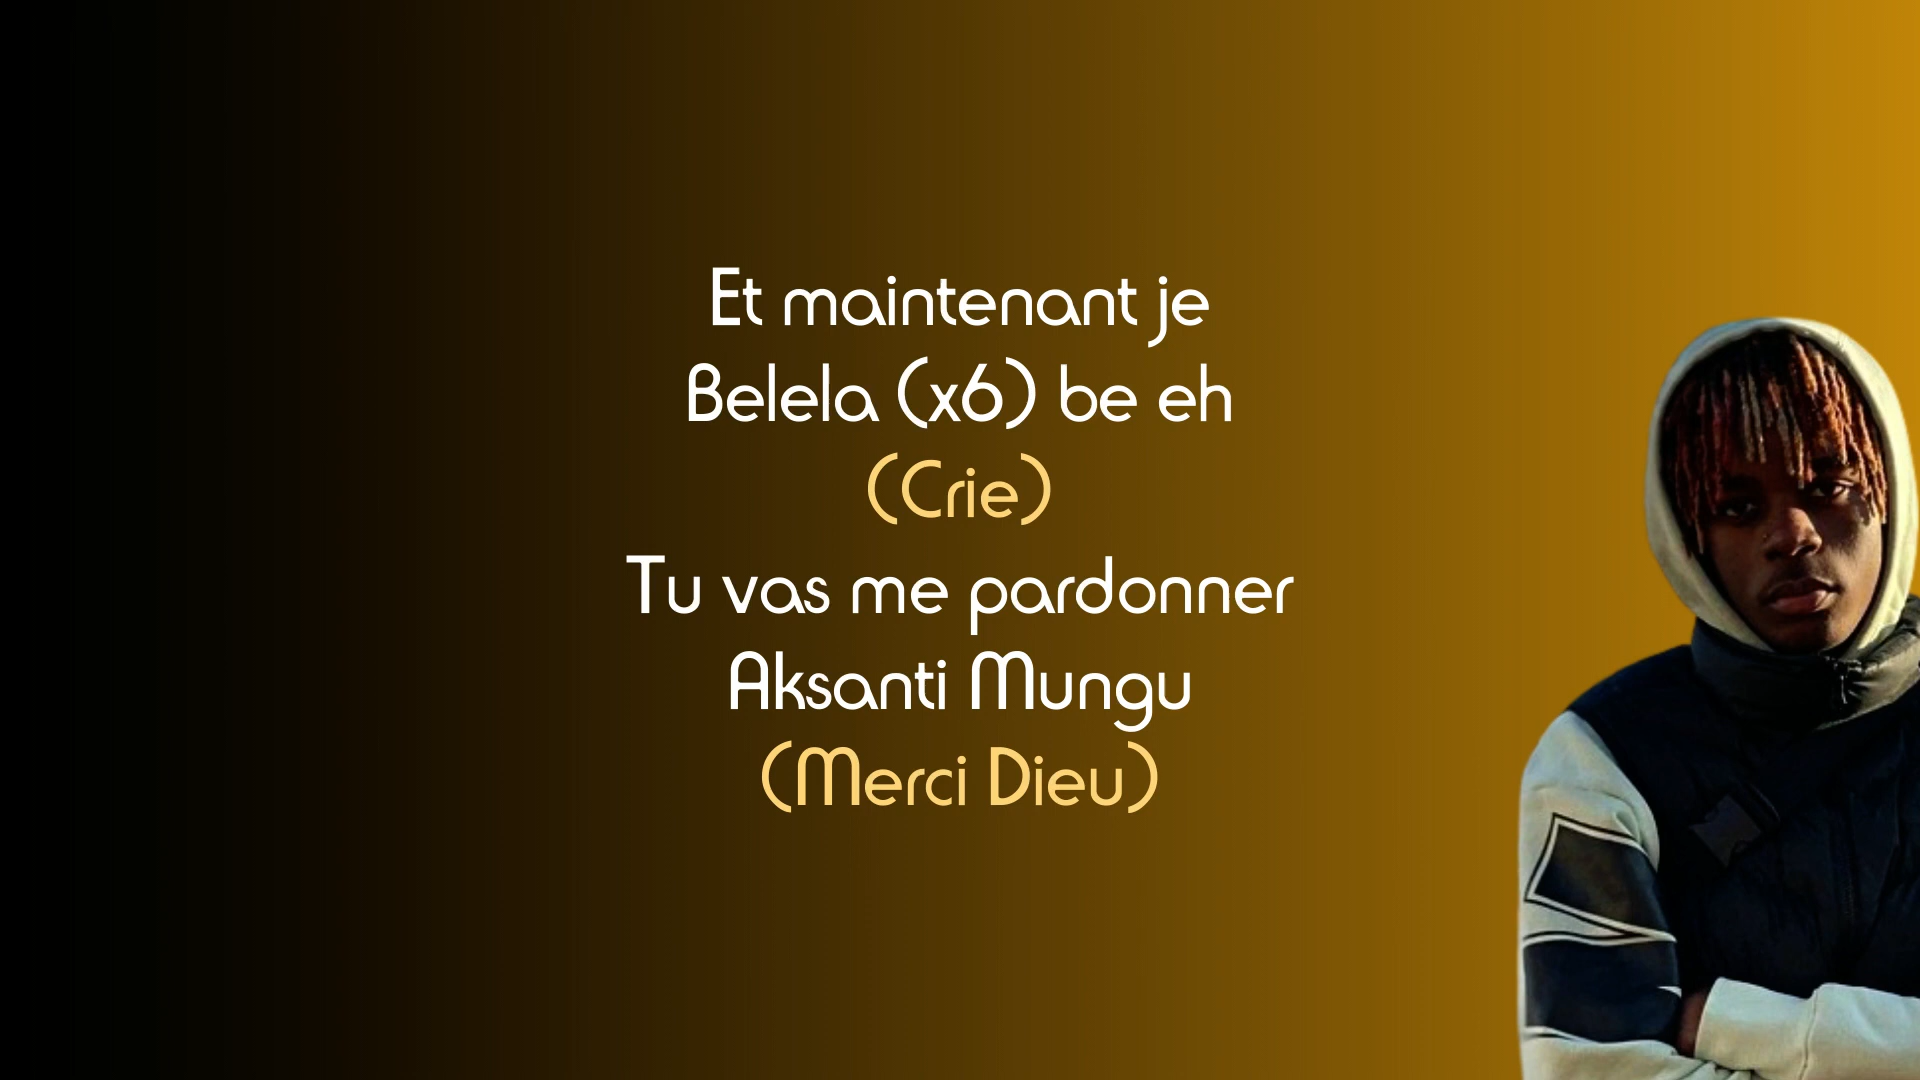 Et maintenant je
Belela (x6) be eh
(Crie)
Tu vas me pardonner
Aksanti Mungu
(Merci Dieu)